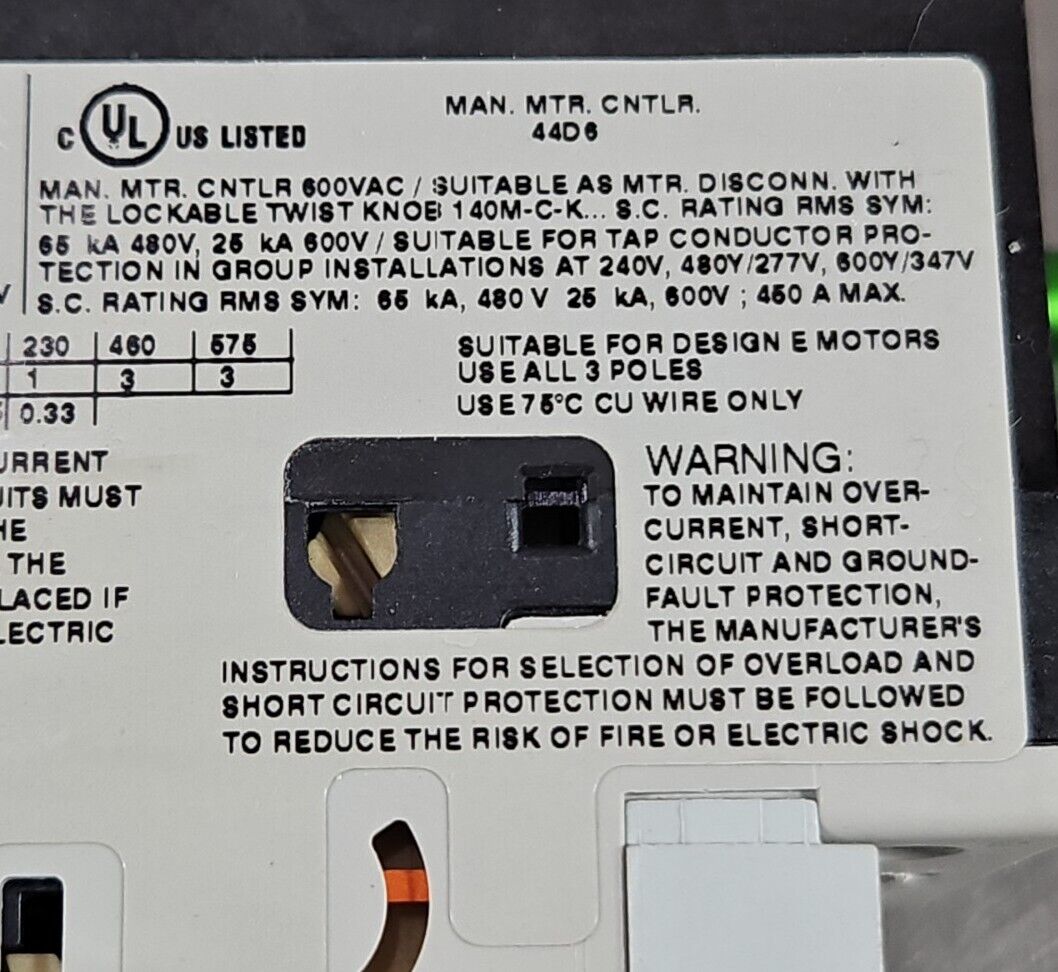 C UL US LISTED
MAN. MTR. CNTLR.
44D6
MAN. MTR. CNTLR 600VAC / SUITABLE AS MTR. DISCONN. WITH
THE LOCKABLE TWIST KNOB 140M-C-K... S.C. RATING RMS SYM:
65 kA 480V, 25 kA 600V / SUITABLE FOR TAP CONDUCTOR PRO-
TECTION IN GROUP INSTALLATIONS AT 240V, 480Y/277V, 600Y/347V
S.C. RATING RMS SYM: 65 kA, 480 V 25 kA, 600V ; 450 A MAX.
230 460 575
1 3 3
0.33
SUITABLE FOR DESIGN E MOTORS
USE ALL 3 POLES
USE 75°C CU WIRE ONLY
URRENT
UITS MUST
HE
THE
LACED IF
LECTRIC
WARNING:
TO MAINTAIN OVER-
CURRENT, SHORT-
CIRCUIT AND GROUND-
FAULT PROTECTION,
THE MANUFACTURER'S
INSTRUCTIONS FOR SELECTION OF OVERLOAD AND
SHORT CIRCUIT PROTECTION MUST BE FOLLOWED
TO REDUCE THE RISK OF FIRE OR ELECTRIC SHOCK.